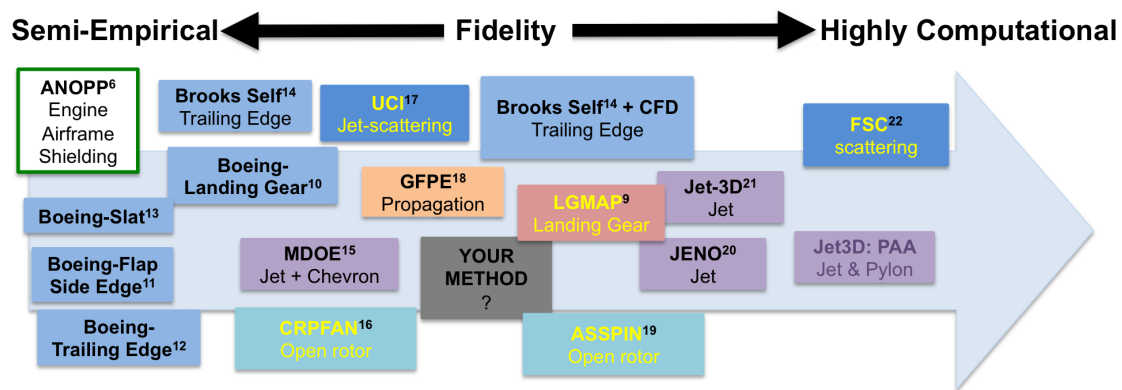 Semi-Empirical
Fidelity
Highly Computational
ANOPP6
Engine
Airframe
Shielding
Brooks Self14
Trailing Edge
UCI17
Jet-scattering
Brooks Self14 + CFD
Trailing Edge
FSC22
scattering
Boeing-
Landing Gear10
GFPE18
Propagation
LGMAP9
Landing Gear
Jet-3D21
Jet
Boeing-Slat13
Boeing-Flap
Side Edge11
MDOE15
Jet + Chevron
YOUR
METHOD
?
JENO20
Jet
Jet3D: PAA
Jet & Pylon
Boeing-
Trailing Edge12
CRPFAN16
Open rotor
ASSPIN19
Open rotor